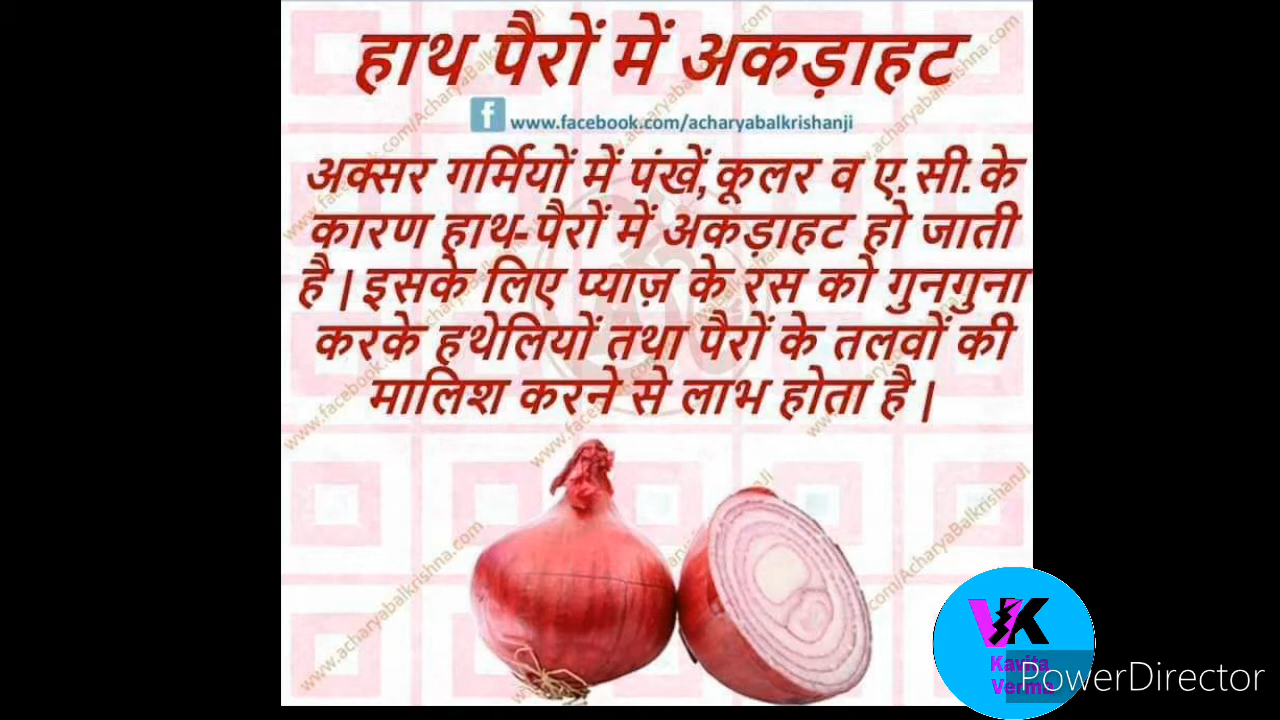 हाथ पैरों में अकड़ाहट
f www.facebook.com/acharyabalkrishanji
अक्सर गर्मियों में पंखें,कूलर व ए.सी.के
कारण हाथ-पैरों में अकड़ाहट हो जाती
है | इसके लिए प्याज़ के रस को गुनगुना
करके हथेलियों तथा पैरों के तलवों की
मालिश करने से लाभ होता है |
VK
Kavita
Verma
PowerDirector